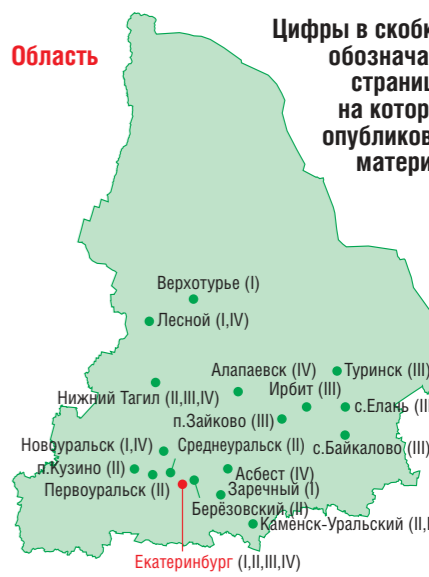 Область
Цифры в скобк
обознача
страниц
на котор
опубликов
матери
Верхотурье (I)
Лесной (I,IV)
Алапаевск (IV)
Туринск (III)
Нижний Тагил (II,III,IV)
Ирбит (III)
с.Елань (II
п.Зайково (III)
Новоуральск (I,IV)
Среднеуральск (II)
с.Байкалово (III)
п.Кузино (II)
Асбест (IV)
Первоуральск (II)
Заречный (I)
Берёзовский (II)
Каменск-Уральский (II,I
Екатеринбург (I,II,III,IV)